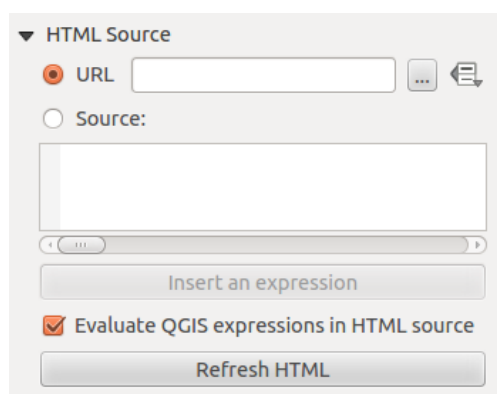 HTML Source
URL
...
Source:
Insert an expression
Evaluate QGIS expressions in HTML source
Refresh HTML